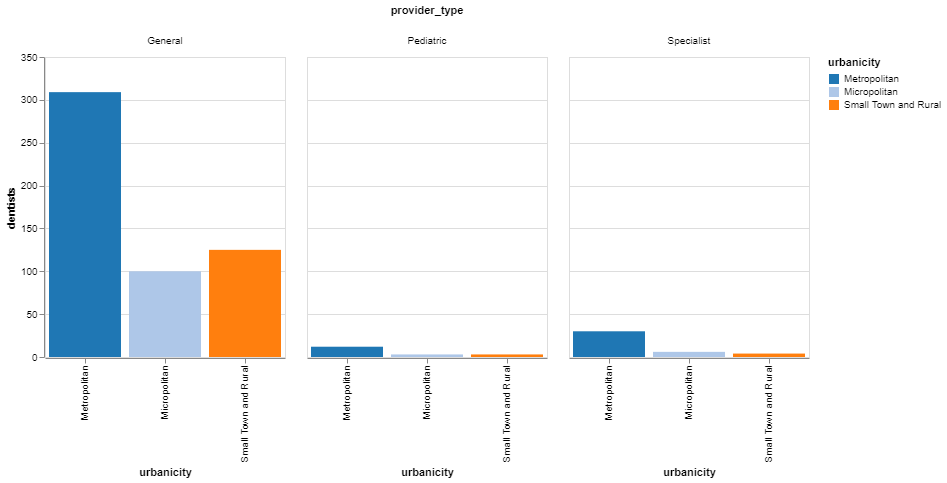 provider_type
General
Pediatric
Specialist
350
300
250
200
150
100
50
0
dentists
Metropolitan
Micropolitan
Small Town and Rural
urbanicity
Metropolitan
Micropolitan
Small Town and Rural
urbanicity
Metropolitan
Micropolitan
Small Town and Rural
urbanicity
urbanicity
Metropolitan
Micropolitan
Small Town and Rural